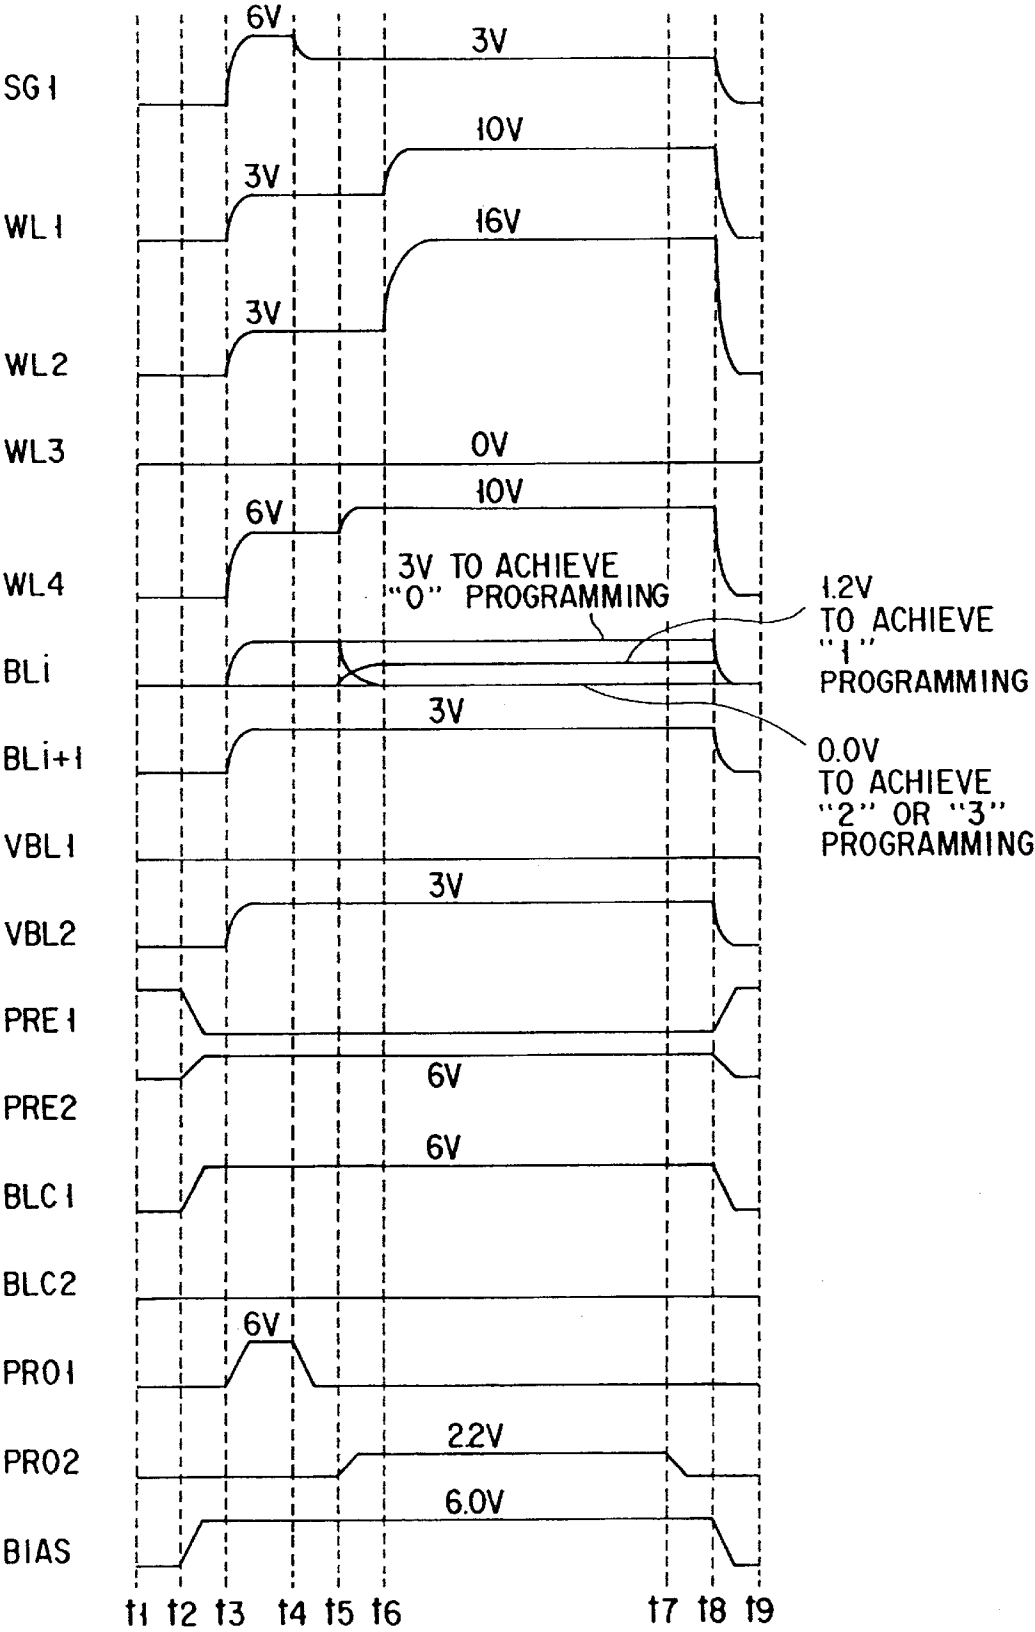 6V
3V
SG1
10V
3V
WL1
16V
3V
WL2
WL3
0V
10V
6V
WL4
3V TO ACHIEVE
"0" PROGRAMMING
1.2V
TO ACHIEVE
"1"
PROGRAMMING
BLi
3V
BLi+1
0.0V
TO ACHIEVE
"2" OR "3"
PROGRAMMING
VBL1
3V
VBL2
PRE1
6V
PRE2
6V
BLC1
BLC2
6V
PRO1
2.2V
PRO2
6.0V
BIAS
t1 t2 t3 t4 t5 t6 t7 t8 t9